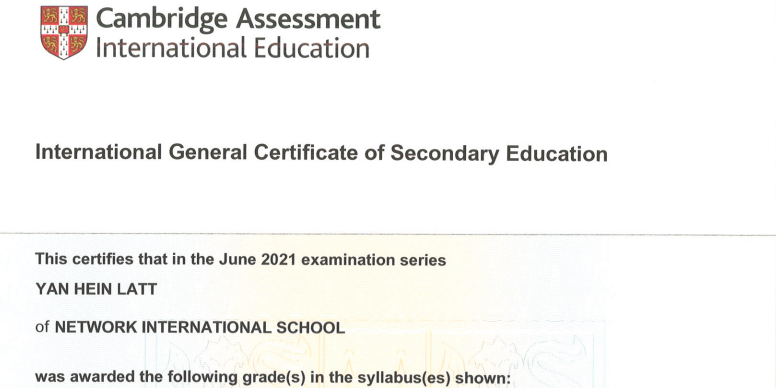 Cambridge Assessment
International Education
International General Certificate of Secondary Education
This certifies that in the June 2021 examination series
YAN HEIN LATT
of NETWORK INTERNATIONAL SCHOOL
was awarded the following grade(s) in the syllabus(es) shown: